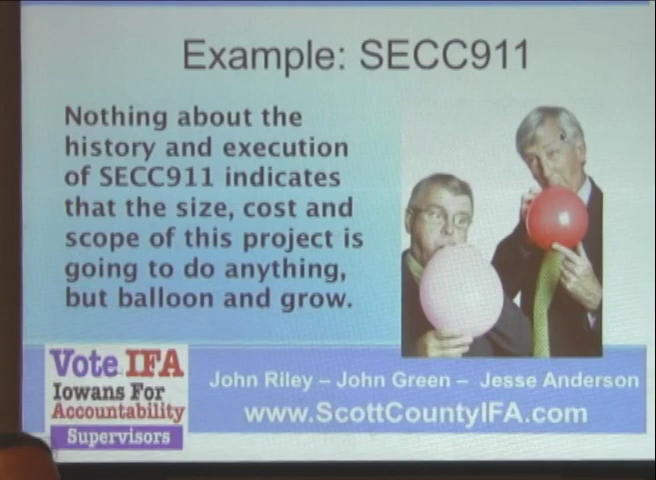 Example: SECC911
Nothing about the
history and execution
of SECC911 indicates
that the size, cost and
scope of this project is
going to do anything,
but balloon and grow.
Vote IFA
Iowans For
Accountability
Supervisors
John Riley – John Green – Jesse Anderson
www.ScottCountyIFA.com